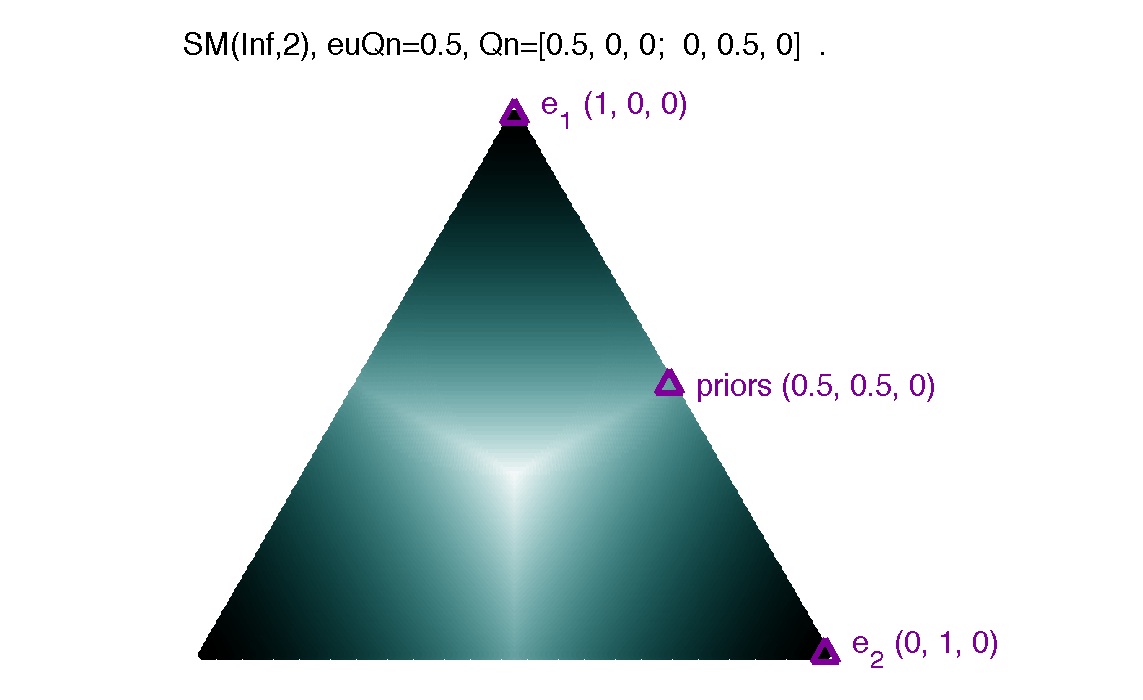 SM(Inf,2), euQn=0.5, Qn=[0.5, 0, 0;  0, 0.5, 0]  .
e1 (1, 0, 0)
priors (0.5, 0.5, 0)
e2 (0, 1, 0)